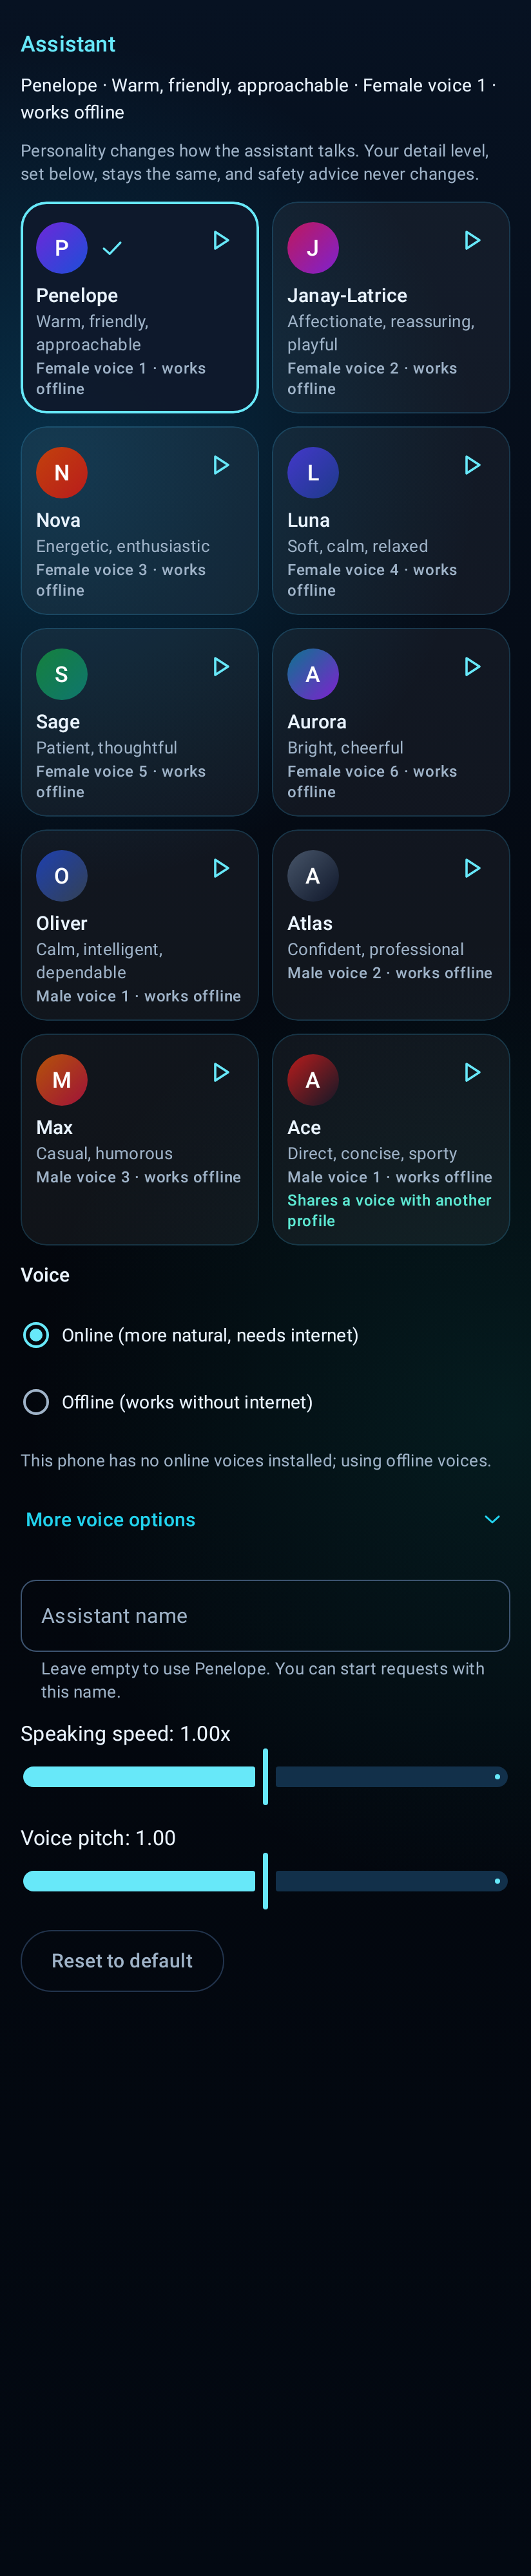 Assistant
Penelope · Warm, friendly, approachable · Female voice 1 ·
works offline
Personality changes how the assistant talks. Your detail level,
set below, stays the same, and safety advice never changes.
P
Penelope
Warm, friendly,
approachable
Female voice 1 · works
offline
J
Janay-Latrice
Affectionate, reassuring,
playful
Female voice 2 · works
offline
N
Nova
Energetic, enthusiastic
Female voice 3 · works
offline
L
Luna
Soft, calm, relaxed
Female voice 4 · works
offline
S
Sage
Patient, thoughtful
Female voice 5 · works
offline
A
Aurora
Bright, cheerful
Female voice 6 · works
offline
O
Oliver
Calm, intelligent,
dependable
Male voice 1 · works offline
A
Atlas
Confident, professional
Male voice 2 · works offline
M
Max
Casual, humorous
Male voice 3 · works offline
A
Ace
Direct, concise, sporty
Male voice 1 · works offline
Shares a voice with another
profile
Voice
Online (more natural, needs internet)
Offline (works without internet)
This phone has no online voices installed; using offline voices.
More voice options
Assistant name
Leave empty to use Penelope. You can start requests with
this name.
Speaking speed: 1.00x
Voice pitch: 1.00
Reset to default